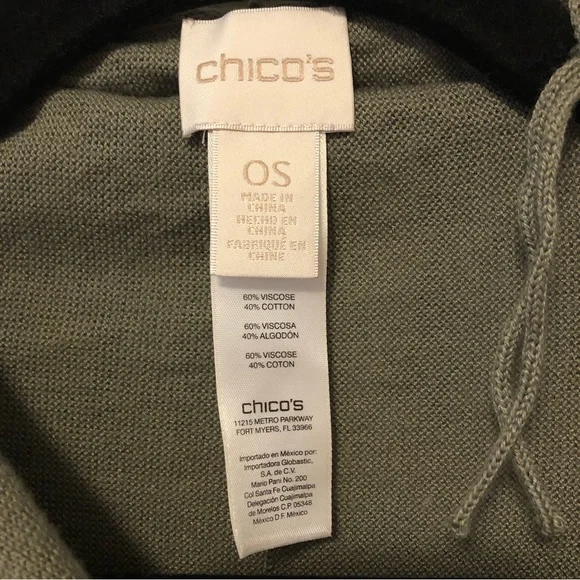 chico's
OS
MADE IN
CHINA
HECHO EN
CHINA
FABRIQUÉ EN
CHINE
60% VISCOSE
40% COTTON
60% VISCOSA
40% ALGODÓN
60% VISCOSE
40% COTON
chico's
11215 METRO PARKWAY
FORT MYERS, FL 33966
Importado en México por:
Importadora Globastic,
S.A. de C.V.
Mario Pani No. 200
Col Santa Fe Cuajimalpa
Delegación Cuajimalpa
de Morelos C.P. 05348
México D.F. México